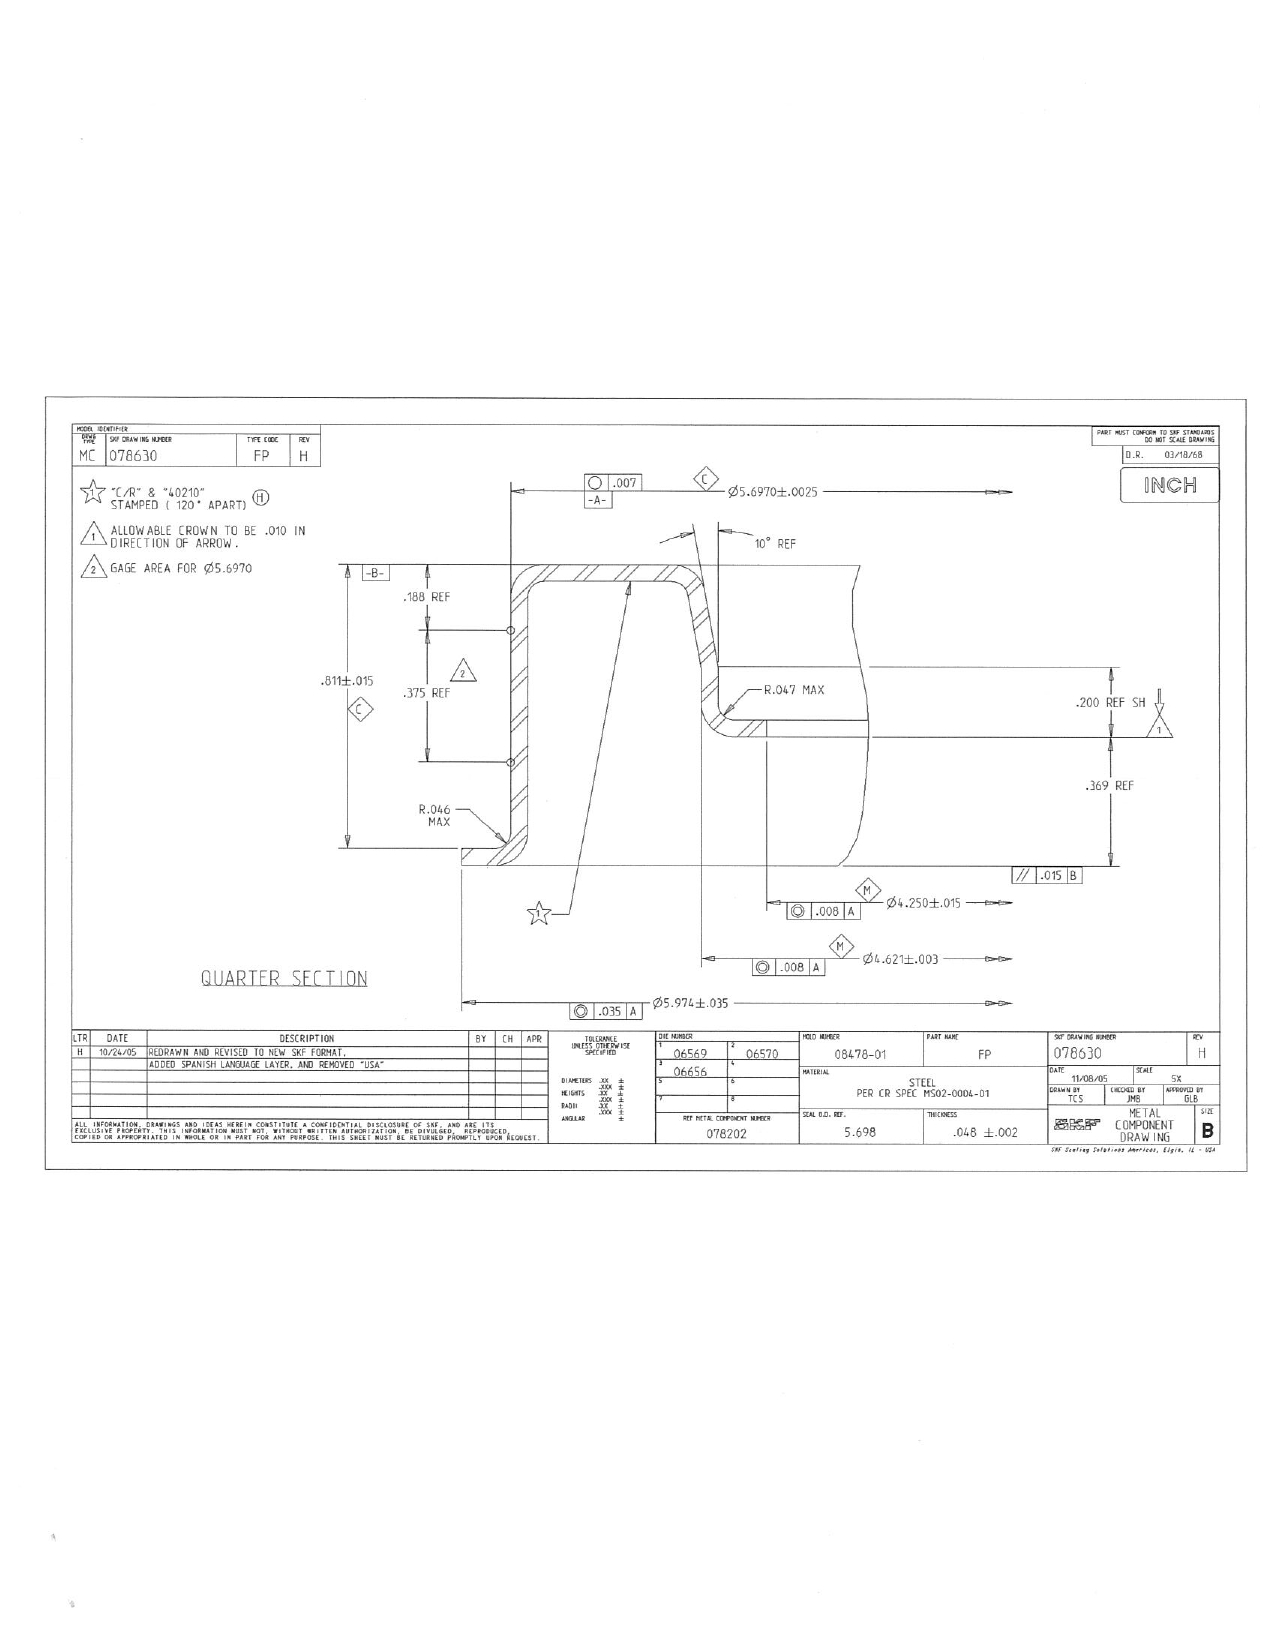 MODEL IDENTIFIER
DRWG TYPE
SKF DRAWING NUMBER
TYPE CODE
REV
MC
078630
FP
H
PART MUST CONFORM TO SKF STANDARDS
DO NOT SCALE DRAWING
D.R. 03/18/68
INCH
1 "C/R" & "40210"
STAMPED ( 120° APART) H
1 ALLOWABLE CROWN TO BE .010 IN
DIRECTION OF ARROW.
2 GAGE AREA FOR Ø5.6970
○ .007
-A-
C
Ø5.6970±.0025
10° REF
-B-
.188 REF
.811±.015
C
2
.375 REF
R.047 MAX
.200 REF SH
1
.369 REF
R.046
MAX
// .015 B
1
M
◎ .008 A
Ø4.250±.015
M
◎ .008 A
Ø4.621±.003
QUARTER SECTION
◎ .035 A
Ø5.974±.035
LTR DATE DESCRIPTION BY CH APR
H 10/24/05 REDRAWN AND REVISED TO NEW SKF FORMAT.
ADDED SPANISH LANGUAGE LAYER, AND REMOVED "USA"
ALL INFORMATION, DRAWINGS AND IDEAS HEREIN CONSTITUTE A CONFIDENTIAL DISCLOSURE OF SKF, AND ARE ITS
EXCLUSIVE PROPERTY. THIS INFORMATION MUST NOT, WITHOUT WRITTEN AUTHORIZATION, BE DIVULGED, REPRODUCED,
COPIED OR APPROPRIATED IN WHOLE OR IN PART FOR ANY PURPOSE. THIS SHEET MUST BE RETURNED PROMPTLY UPON REQUEST.
TOLERANCE
UNLESS OTHERWISE
SPECIFIED
DIAMETERS .XX ±
.XXX ±
HEIGHTS .XX ±
.XXX ±
RADII .XX ±
.XXX ±
ANGULAR ±
DIE NUMBER
1 06569
2 06570
3 06656
4
5
6
7
8
REF METAL COMPONENT NUMBER
078202
MOLD NUMBER
08478-01
PART NAME
FP
MATERIAL
STEEL
PER CR SPEC MS02-0004-01
SEAL O.D. REF.
5.698
THICKNESS
.048 ±.002
SKF DRAWING NUMBER
078630
REV
H
DATE
11/08/05
SCALE
5X
DRAWN BY
TCS
CHECKED BY
JMB
APPROVED BY
GLB
SKF
METAL
COMPONENT
DRAWING
SIZE
B
SKF Sealing Solutions Americas, Elgin, IL - USA